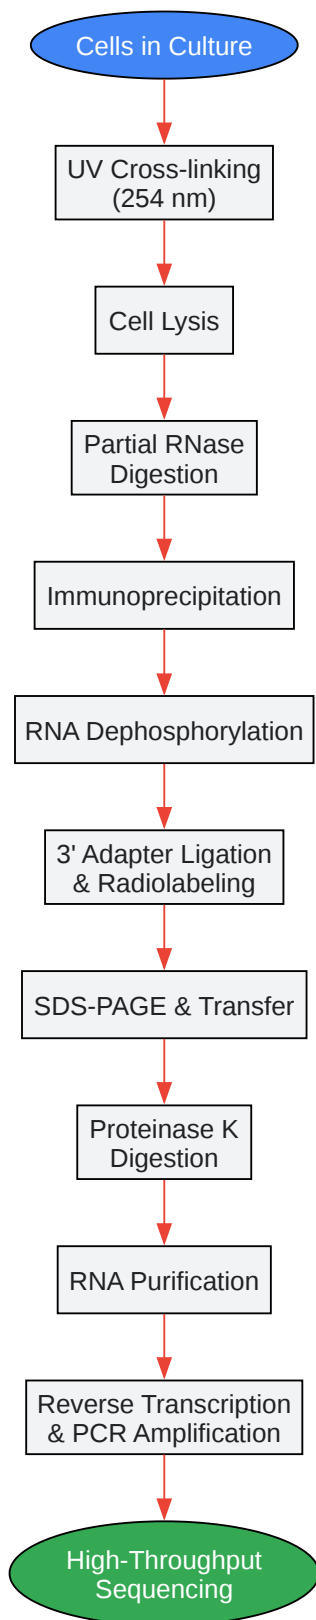 Cells in Culture
UV Cross-linking
(254 nm)
Cell Lysis
Partial RNase
Digestion
Immunoprecipitation
RNA Dephosphorylation
3' Adapter Ligation
& Radiolabeling
SDS-PAGE & Transfer
Proteinase K
Digestion
RNA Purification
Reverse Transcription
& PCR Amplification
High-Throughput
Sequencing